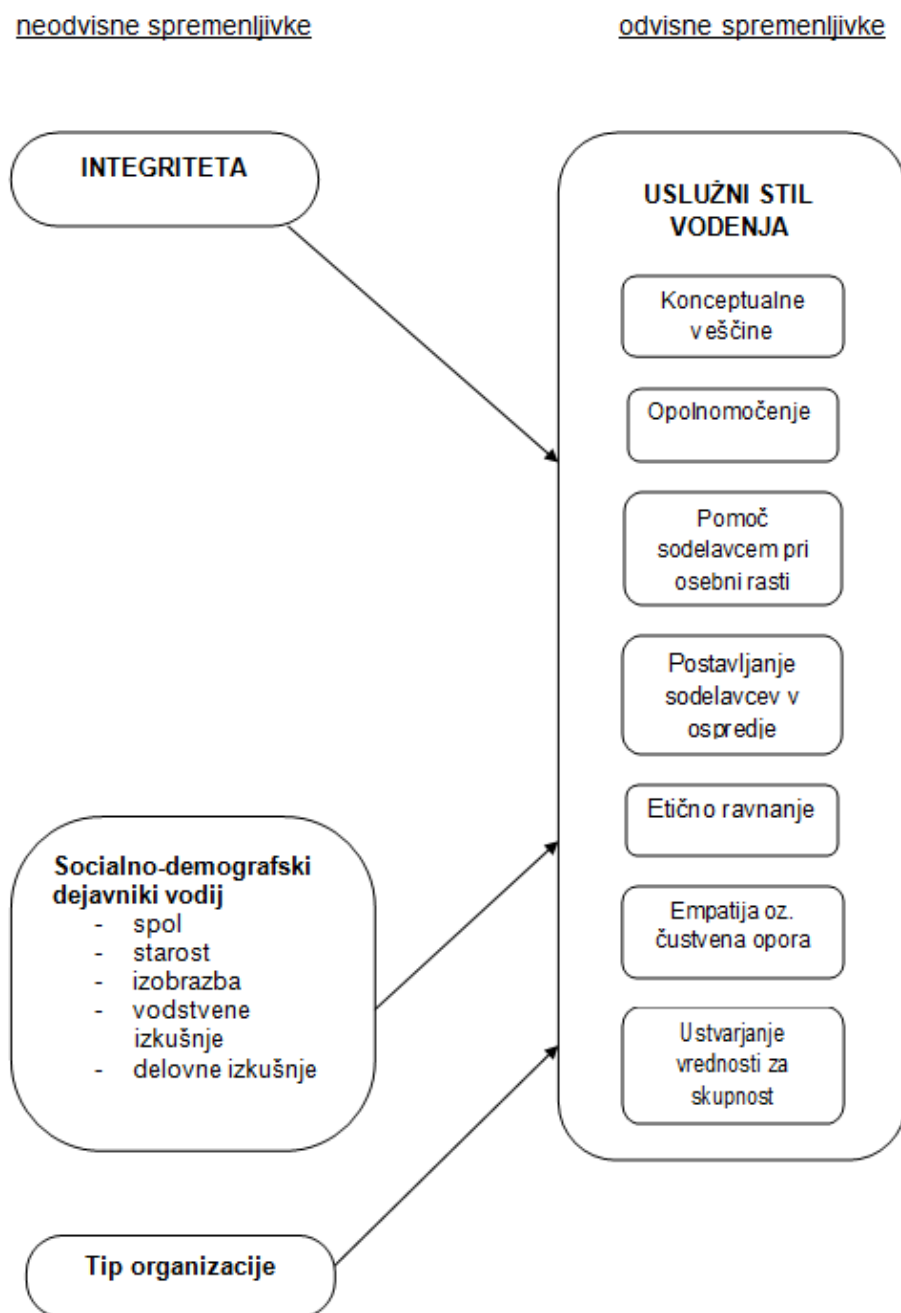 neodvisne spremenljivke
odvisne spremenljivke
INTEGRITETA
USLUŽNI STIL
VODENJA
Konceptualne
veščine
Opolnomočenje
Pomoč
sodelavcem pri
osebni rasti
Postavljanje
sodelavcev v
ospredje
Etično ravnanje
Empatija oz.
čustvena opora
Ustvarjanje
vrednosti za
skupnost
Socialno-demografski
dejavniki vodij
- spol
- starost
- izobrazba
- vodstvene
izkušnje
- delovne izkušnje
Tip organizacije